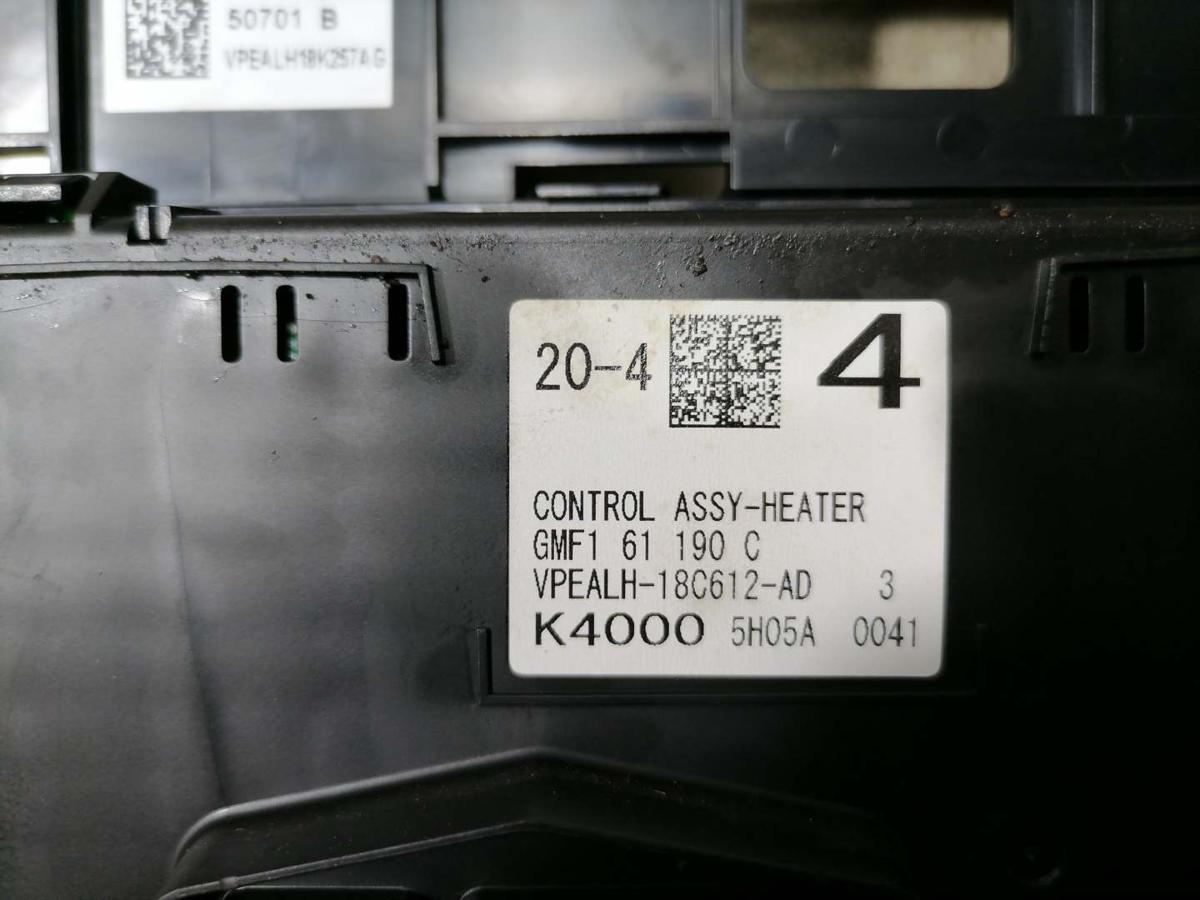 50701 B
VPEALH18K257AG
20-4 4
CONTROL ASSY-HEATER
GMF1 61 190 C
VPEALH-18C612-AD 3
K4000 5H05A 0041